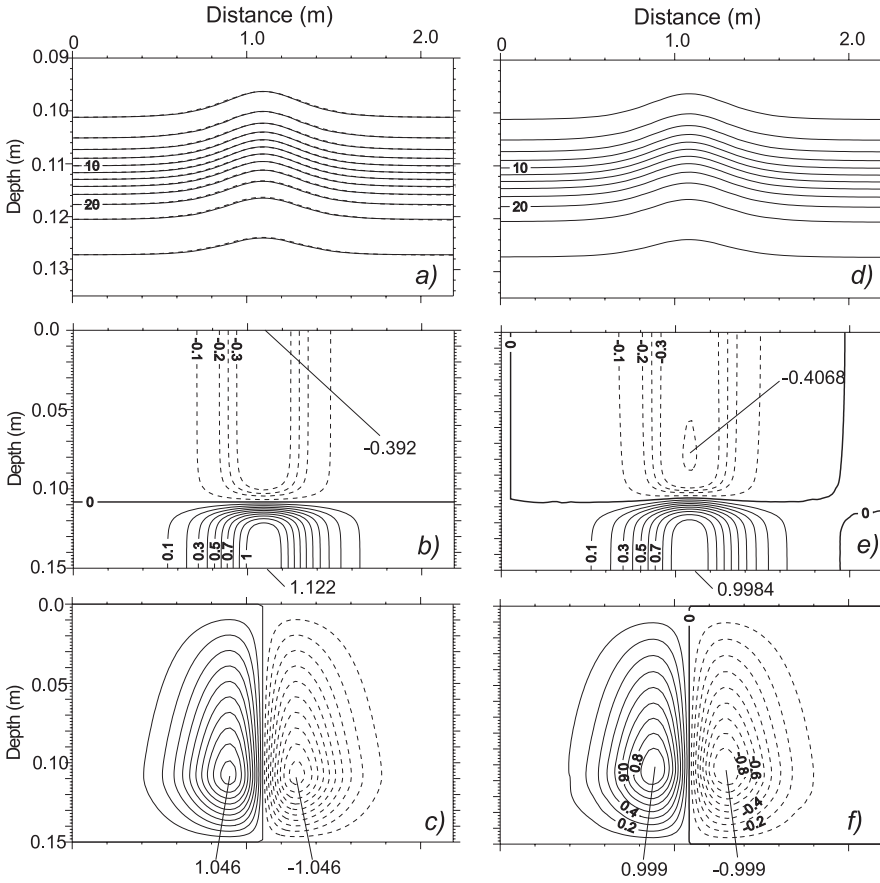 Distance (m)
0 1.0 2.0
Depth (m)
0.09
0.10
0.11
0.12
0.13
10
20
a)
Distance (m)
0 1.0 2.0
10
20
d)
Depth (m)
0.0
0.05
0.10
0.15
-0.1 -0.2 -0.3
-0.392
0
0.1 0.3 0.5 0.7 1
b)
1.122
0
-0.1 -0.2 -0.3
-0.4068
0
0.1 0.3 0.5 0.7
e)
0.9984
Depth (m)
0.0
0.05
0.10
0.15
c)
1.046 -1.046
0
0.6 0.8
0.4
0.2
-0.8 -0.6
-0.4
-0.2
f)
0.999 -0.999